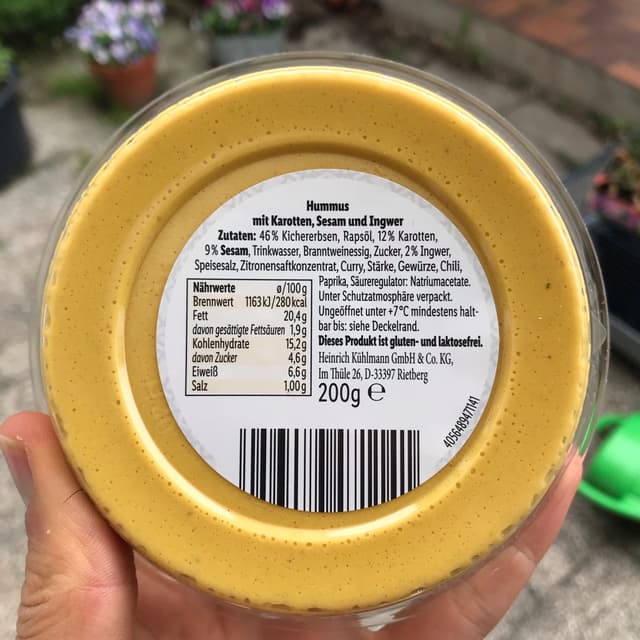 Hummus
mit Karotten, Sesam und Ingwer
Zutaten: 46% Kichererbsen, Rapsöl, 12% Karotten,
9% Sesam, Trinkwasser, Branntweinessig, Zucker, 2% Ingwer,
Speisesalz, Zitronensaftkonzentrat, Curry, Stärke, Gewürze, Chili,
Paprika, Säureregulator: Natriumacetate.
Unter Schutzatmosphäre verpackt.
Ungeöffnet unter +7°C mindestens halt-
bar bis: siehe Deckelrand.
Dieses Produkt ist gluten- und laktosefrei.
Heinrich Kühlmann GmbH & Co. KG,
Im Thüle 26, D-33397 Rietberg
200g ℮
Nährwerte ø/100g
Brennwert 1163 kJ/280 kcal
Fett 20,4g
davon gesättigte Fettsäuren 1,9g
Kohlenhydrate 15,2g
davon Zucker 4,6g
Eiweiß 6,6g
Salz 1,00g
4056489471141